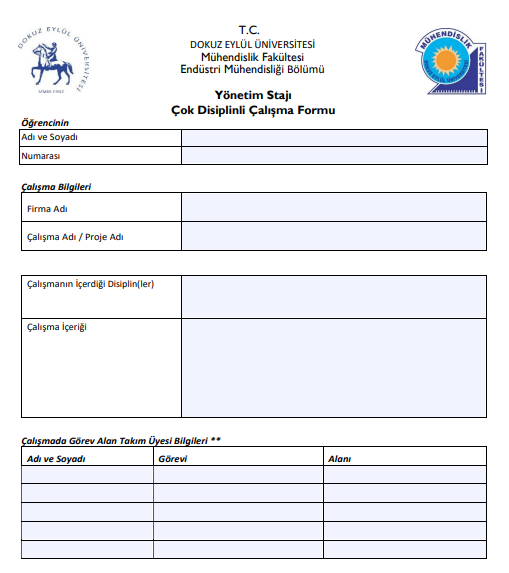 T.C.
DOKUZ EYLÜL ÜNİVERSİTESİ
Mühendislik Fakültesi
Endüstri Mühendisliği Bölümü
DOKUZ EYLÜL ÜNİVERSİTESİ
MÜHENDİSLİK
FAKÜLTESİ
Yönetim Stajı
Çok Disiplinli Çalışma Formu
Öğrencinin
Adı ve Soyadı
Numarası
Çalışma Bilgileri
Firma Adı
Çalışma Adı / Proje Adı
Çalışmanın İçerdiği Disiplin(ler)
Çalışma İçeriği
Çalışmada Görev Alan Takım Üyesi Bilgileri **
Adı ve Soyadı Görevi Alanı